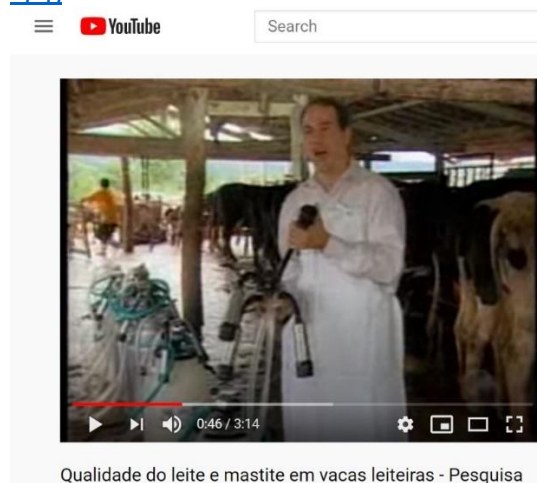 YouTube
Search
0:46 / 3:14
Qualidade do leite e mastite em vacas leiteiras - Pesquisa